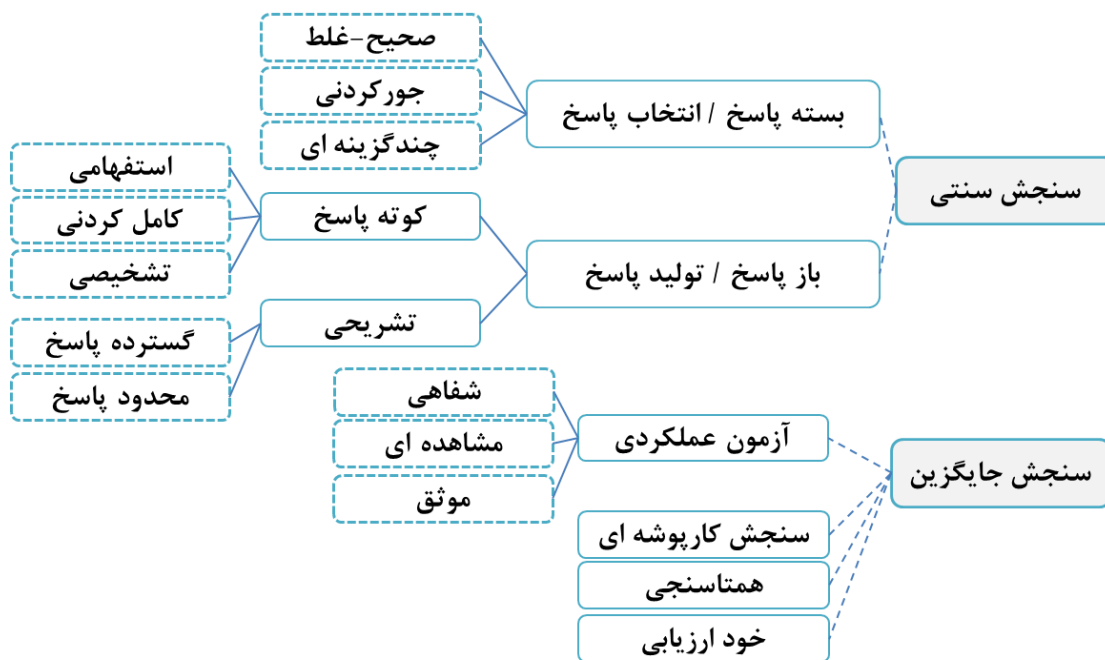 سنجش سنتی
بسته پاسخ / انتخاب پاسخ
صحیح-غلط
جورکردنی
چندگزینه ای
باز پاسخ / تولید پاسخ
کوته پاسخ
استفهامی
کامل کردنی
تشخیصی
تشریحی
گسترده پاسخ
محدود پاسخ
سنجش جایگزین
آزمون عملکردی
شفاهی
مشاهده ای
موثق
سنجش کارپوشه ای
همتاسنجی
خود ارزیابی